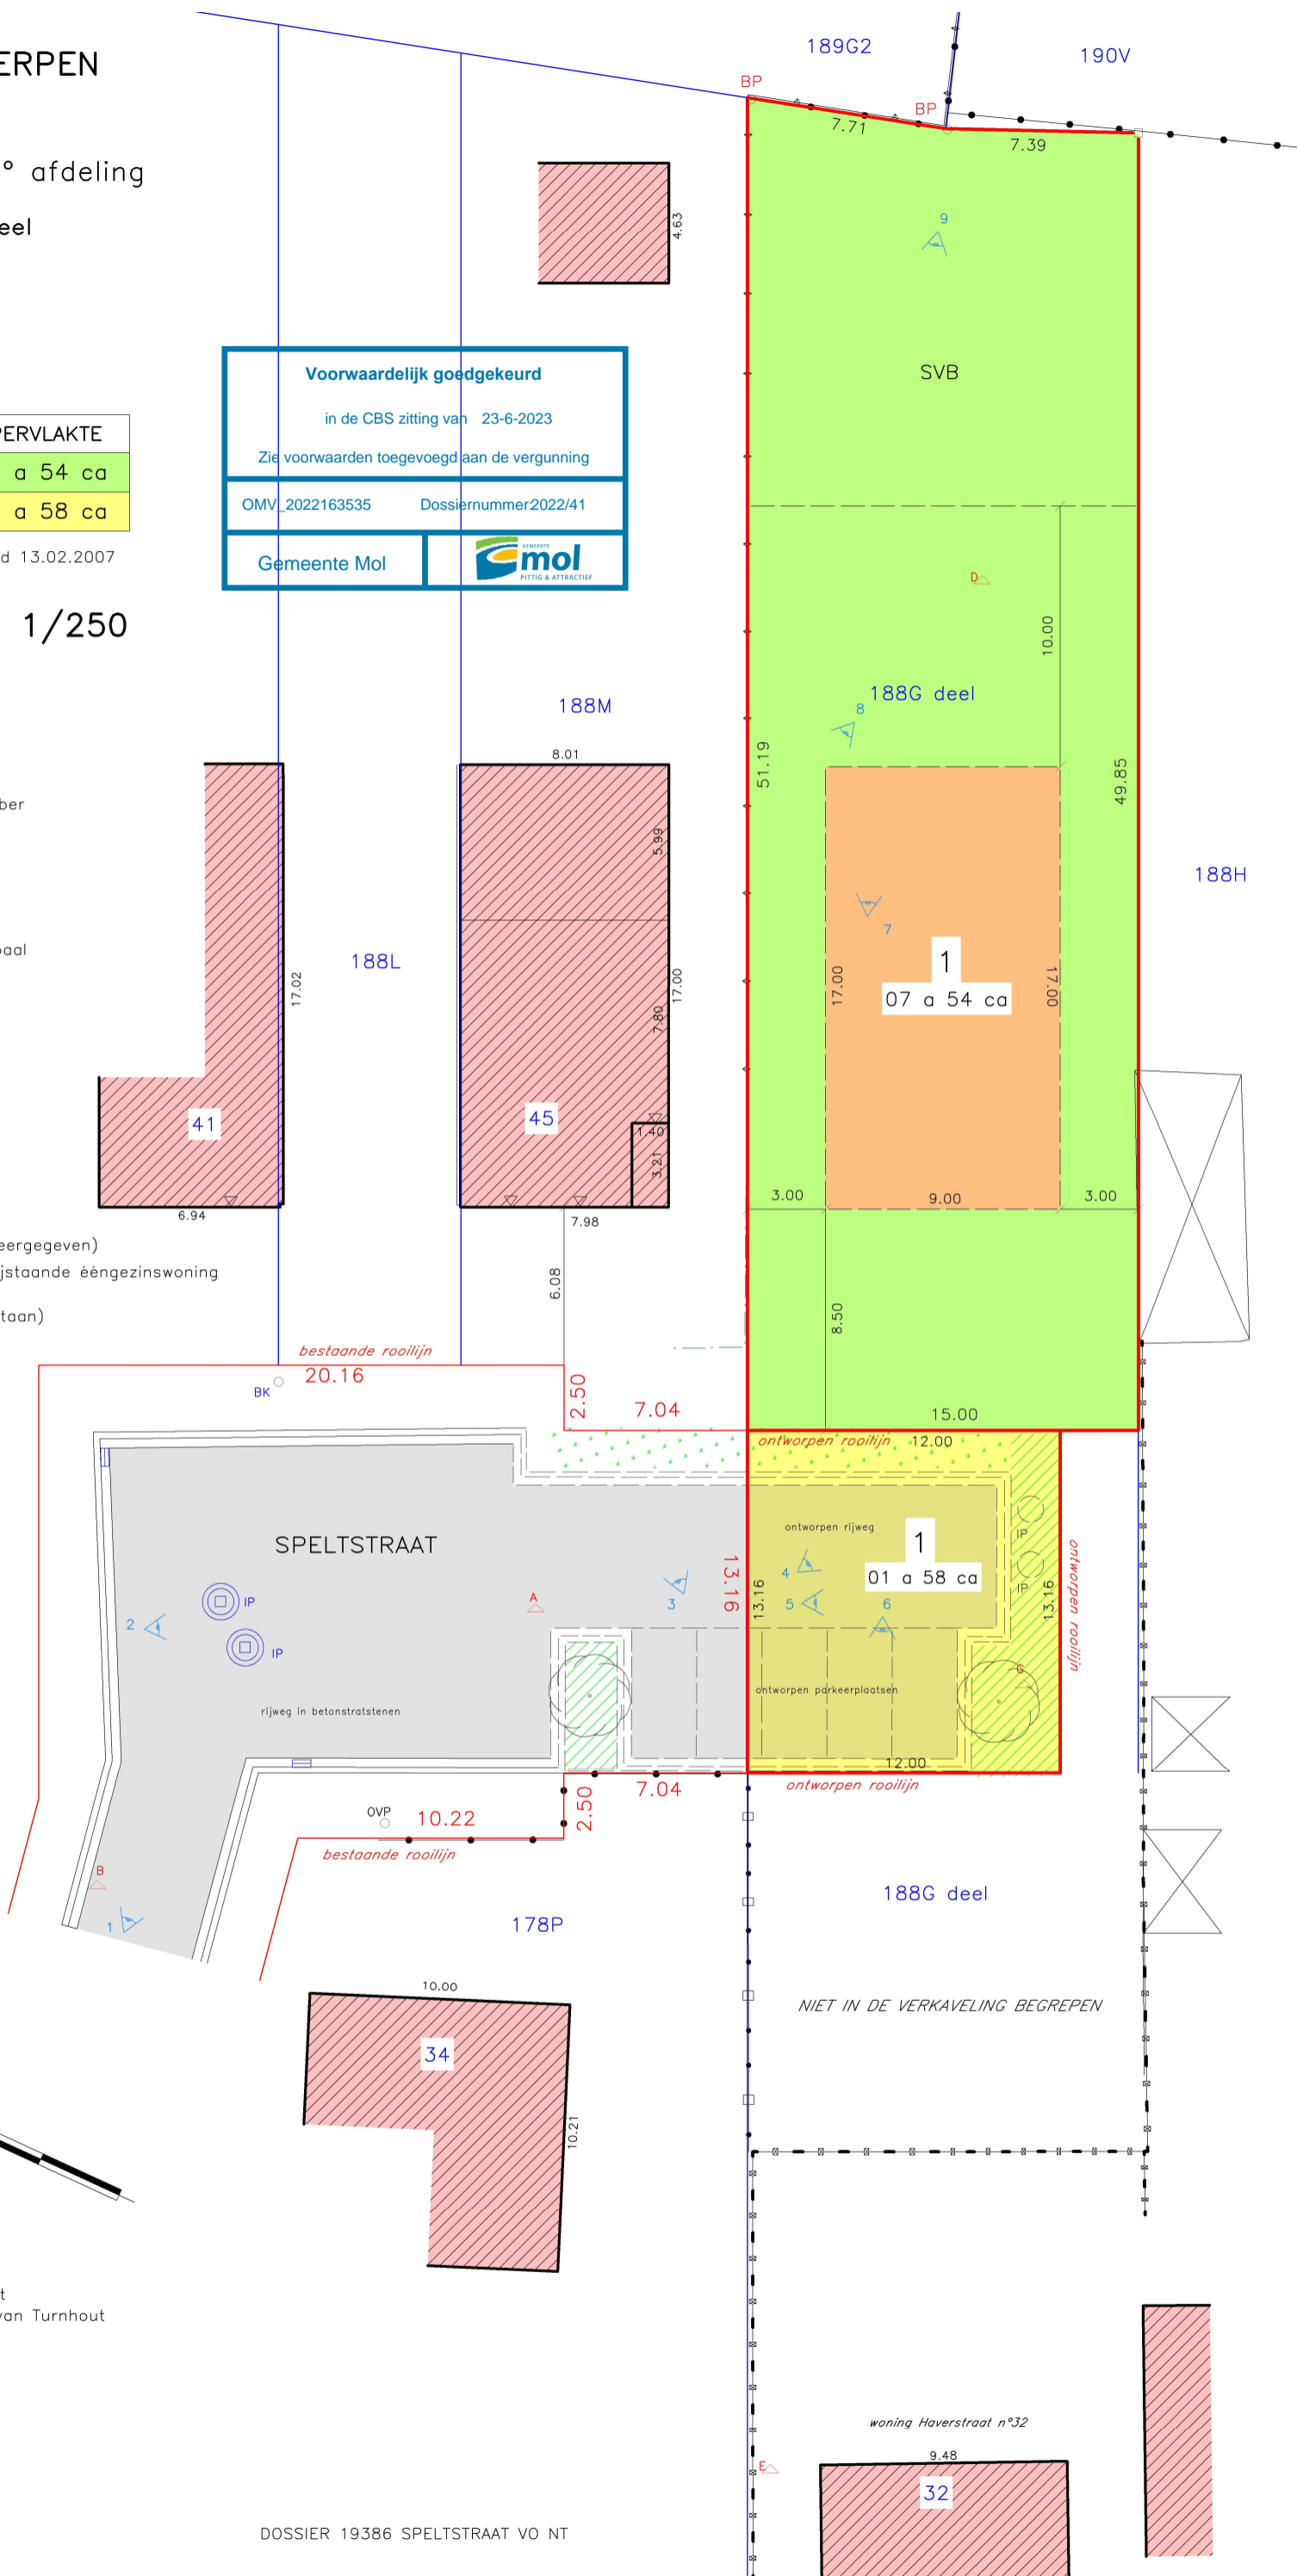 ERPEN
° afdeling
eel
PERVLAKTE
a 54 ca
a 58 ca
d 13.02.2007
1/250
ber
paal
eergegeven)
ijstaande ééngezinswoning
taan)
t
van Turnhout
189G2
190V
BP
BP
7.71
7.39
4.63
9
SVB
Voorwaardelijk goedgekeurd
in de CBS zitting van 23-6-2023
Zie voorwaarden toegevoegd aan de vergunning
OMV_2022163535 Dossiernummer2022/41
Gemeente Mol
GEMEENTE
mol
PITTIG & ATTRACTIEF
D
10.00
188M
188G deel
8
8.01
51.19
49.85
5.99
188H
7
188L
17.02
17.00
7.80
17.00
17.00
1
07 a 54 ca
41
45
1.40
3.21
3.00
9.00
3.00
6.94
7.98
6.08
8.50
bestaande rooilijn
20.16
BK
2.50
7.04
15.00
ontworpen rooilijn
12.00
SPELTSTRAAT
ontworpen rijweg
1
01 a 58 ca
IP
IP
13.16
13.16
13.16
ontworpen rooilijn
A
2
3
4
5
6
IP
IP
C
rijweg in betonstratstenen
ontworpen parkeerplaatsen
12.00
ontworpen rooilijn
7.04
2.50
OVP
10.22
bestaande rooilijn
B
1
178P
188G deel
10.00
NIET IN DE VERKAVELING BEGREPEN
34
10.21
woning Haverstraat n°32
9.48
E
32
DOSSIER 19386 SPELTSTRAAT VO NT